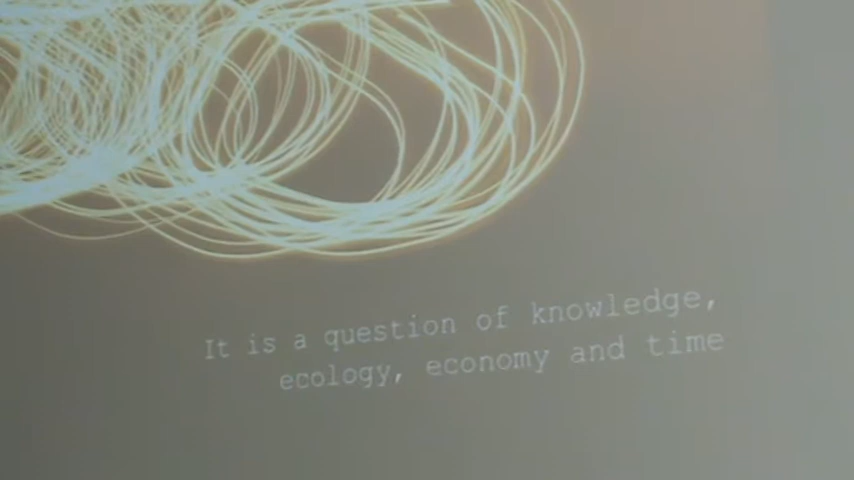 It is a question of knowledge,
ecology, economy and time